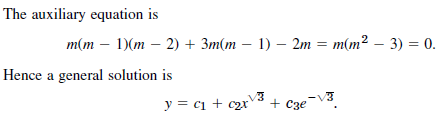 The auxiliary equation is
m(m − 1)(m − 2) + 3m(m − 1) − 2m = m(m² − 3) = 0.
Hence a general solution is
y = c₁ + c₂x^√3 + c₃e^−√3.